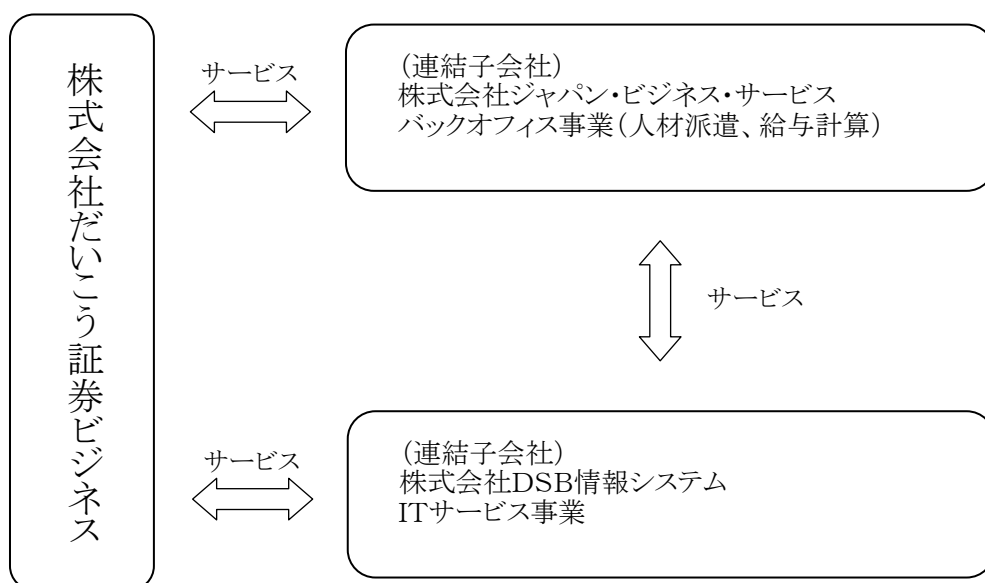 株式会社だいこう証券ビジネス
サービス
(連結子会社)
株式会社ジャパン・ビジネス・サービス
バックオフィス事業(人材派遣、給与計算)
サービス
サービス
(連結子会社)
株式会社DSB情報システム
ITサービス事業